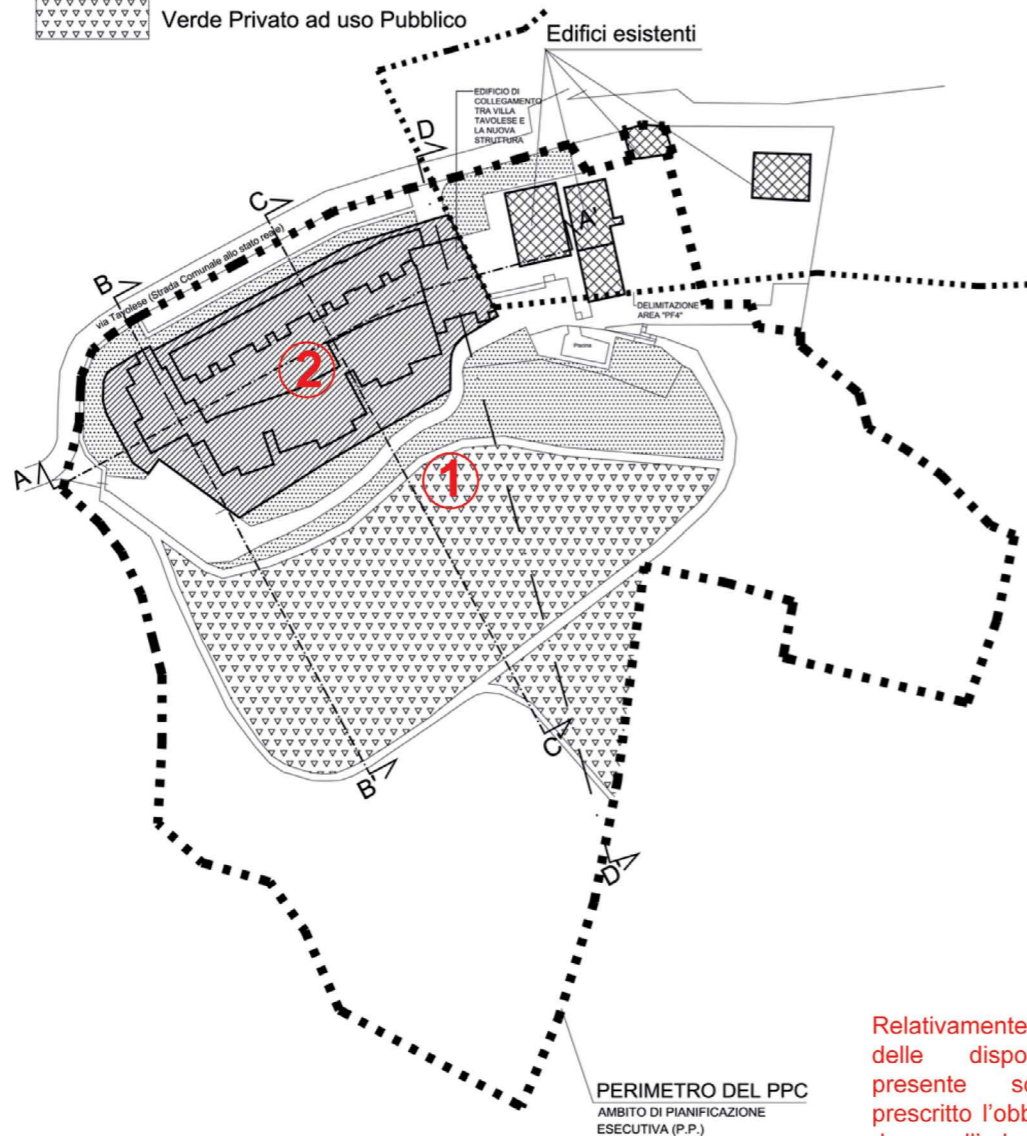 Verde Privato ad uso Pubblico
Edifici esistenti
EDIFICIO DI
COLLEGAMENTO
TRA VILLA
TAVOLESE E
LA NUOVA
STRUTTURA
D
C
A'
B
via Tavolese (Strada Comunale allo stato reale)
DELIMITAZIONE
AREA "PF4"
Piscina
2
1
A
C'
B'
D'
PERIMETRO DEL PPC
AMBITO DI PIANIFICAZIONE
ESECUTIVA (P.P.)
Relativamente
delle dispo
presente sc
prescritto l'obb